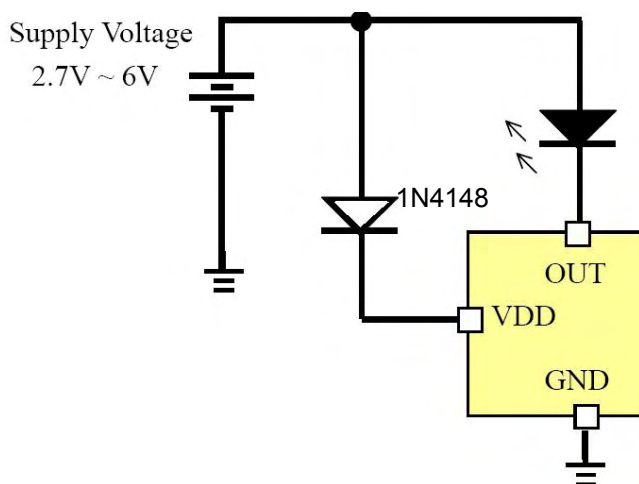 Supply Voltage
2.7V ~ 6V
1N4148
OUT
VDD
GND